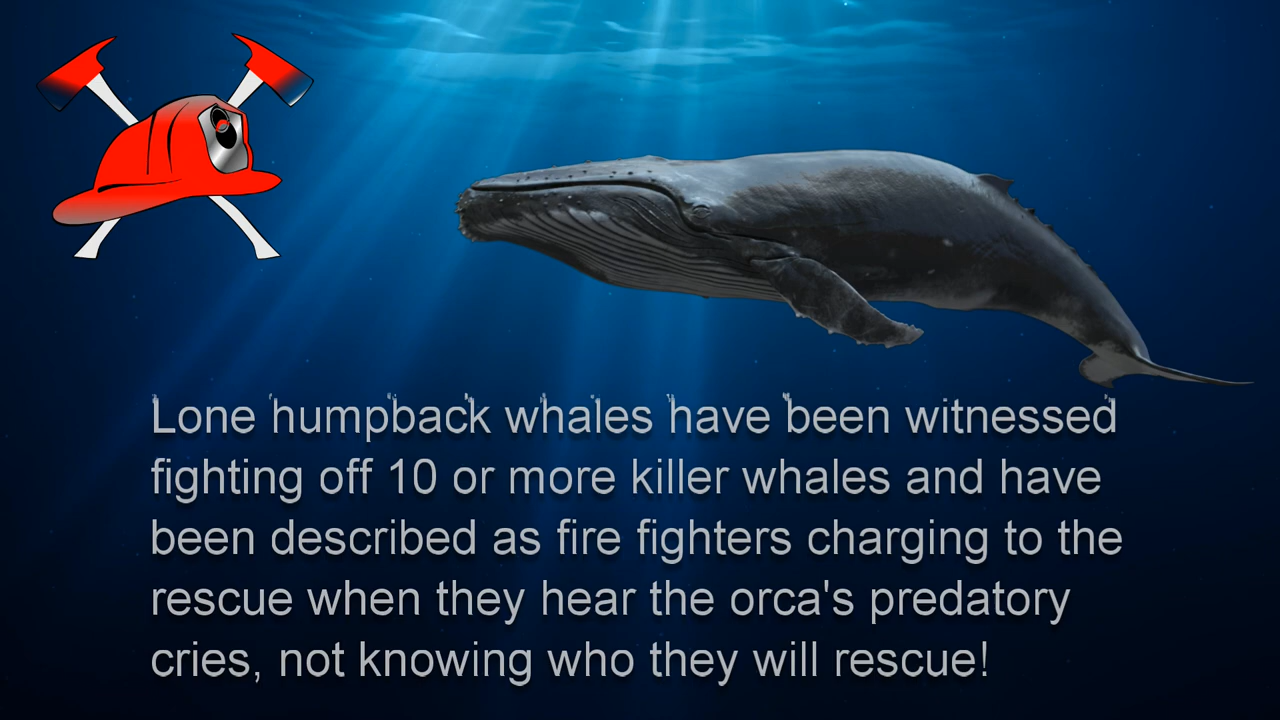 Lone humpback whales have been witnessed
fighting off 10 or more killer whales and have
been described as fire fighters charging to the
rescue when they hear the orca's predatory
cries, not knowing who they will rescue!